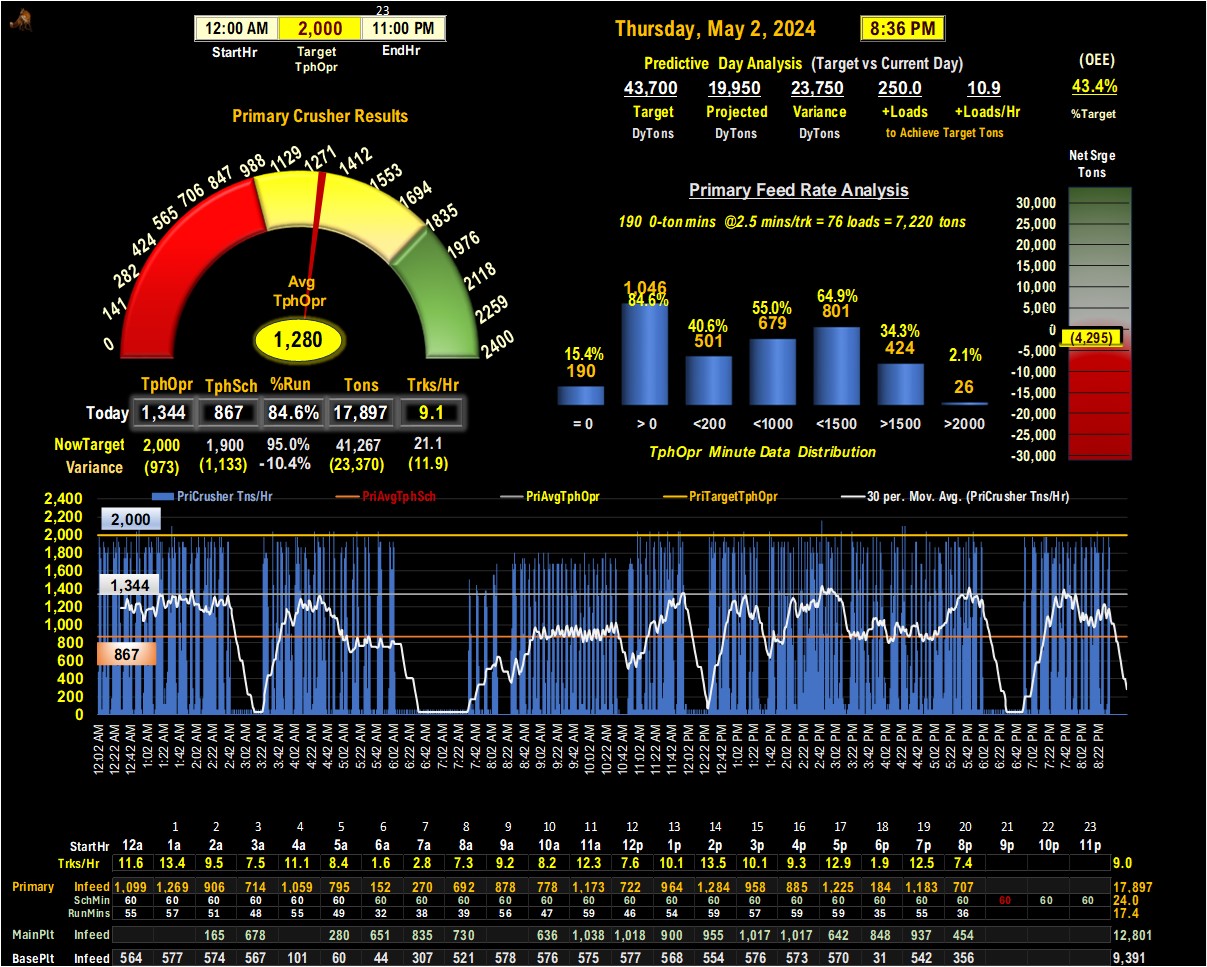 23
12:00 AM 2,000 11:00 PM
StartHr Target TphOpr EndHr
Thursday, May 2, 2024 8:36 PM
Predictive Day Analysis (Target vs Current Day)
43,700 19,950 23,750 250.0 10.9
Target Projected Variance +Loads +Loads/Hr
DyTons DyTons DyTons to Achieve Target Tons
(OEE)
43.4%
%Target
Primary Crusher Results
0 141 282 424 565 706 847 988 1129 1271 1412 1553 1694 1835 1976 2118 2259 2400
Avg
TphOpr
1,280
TphOpr TphSch %Run Tons Trks/Hr
Today 1,344 867 84.6% 17,897 9.1
NowTarget 2,000 1,900 95.0% 41,267 21.1
Variance (973) (1,133) -10.4% (23,370) (11.9)
Primary Feed Rate Analysis
190 0-ton mins @2.5 mins/trk = 76 loads = 7,220 tons
15.4% 84.6% 40.6% 55.0% 64.9% 34.3% 2.1%
190 1,046 501 679 801 424 26
= 0 > 0 <200 <1000 <1500 >1500 >2000
TphOpr Minute Data Distribution
Net Srge
Tons
30,000
25,000
20,000
15,000
10,000
5,000
0
(4,295)
-5,000
-10,000
-15,000
-20,000
-25,000
-30,000
PriCrusher Tns/Hr PriAvgTphSch PriAvgTphOpr PriTargetTphOpr 30 per. Mov. Avg. (PriCrusher Tns/Hr)
2,400
2,200
2,000
1,800
1,600
1,400
1,200
1,000
800
600
400
200
0
2,000
1,344
867
12:02 AM 12:22 AM 12:42 AM 1:02 AM 1:22 AM 1:42 AM 2:02 AM 2:22 AM 2:42 AM 3:02 AM 3:22 AM 3:42 AM 4:02 AM 4:22 AM 4:42 AM 5:02 AM 5:22 AM 5:42 AM 6:02 AM 6:22 AM 6:42 AM 7:02 AM 7:22 AM 7:42 AM 8:02 AM 8:22 AM 8:42 AM 9:02 AM 9:22 AM 9:42 AM 10:02 AM 10:22 AM 10:42 AM 11:02 AM 11:22 AM 11:42 AM 12:02 PM 12:22 PM 12:42 PM 1:02 PM 1:22 PM 1:42 PM 2:02 PM 2:22 PM 2:42 PM 3:02 PM 3:22 PM 3:42 PM 4:02 PM 4:22 PM 4:42 PM 5:02 PM 5:22 PM 5:42 PM 6:02 PM 6:22 PM 6:42 PM 7:02 PM 7:22 PM 7:42 PM 8:02 PM 8:22 PM
1 2 3 4 5 6 7 8 9 10 11 12 13 14 15 16 17 18 19 20 21 22 23
StartHr 12a 1a 2a 3a 4a 5a 6a 7a 8a 9a 10a 11a 12p 1p 2p 3p 4p 5p 6p 7p 8p 9p 10p 11p
Trks/Hr 11.6 13.4 9.5 7.5 11.1 8.4 1.6 2.8 7.3 9.2 8.2 12.3 7.6 10.1 13.5 10.1 9.3 12.9 1.9 12.5 7.4 9.0
Primary Infeed 1,099 1,269 906 714 1,059 795 152 270 692 878 778 1,173 722 964 1,284 958 885 1,225 184 1,183 707 17,897
SchMin 60 60 60 60 60 60 60 60 60 60 60 60 60 60 60 60 60 60 60 60 60 60 60 60 24.0
RunMins 55 57 51 48 55 49 32 38 39 56 47 59 46 54 59 57 59 59 35 55 36 17.4
MainPlt Infeed 165 678 280 651 835 730 636 1,038 1,018 900 955 1,017 1,017 642 848 937 454 12,801
BasePlt Infeed 564 577 574 567 101 60 44 307 521 578 576 575 577 568 554 576 573 570 31 542 356 9,391